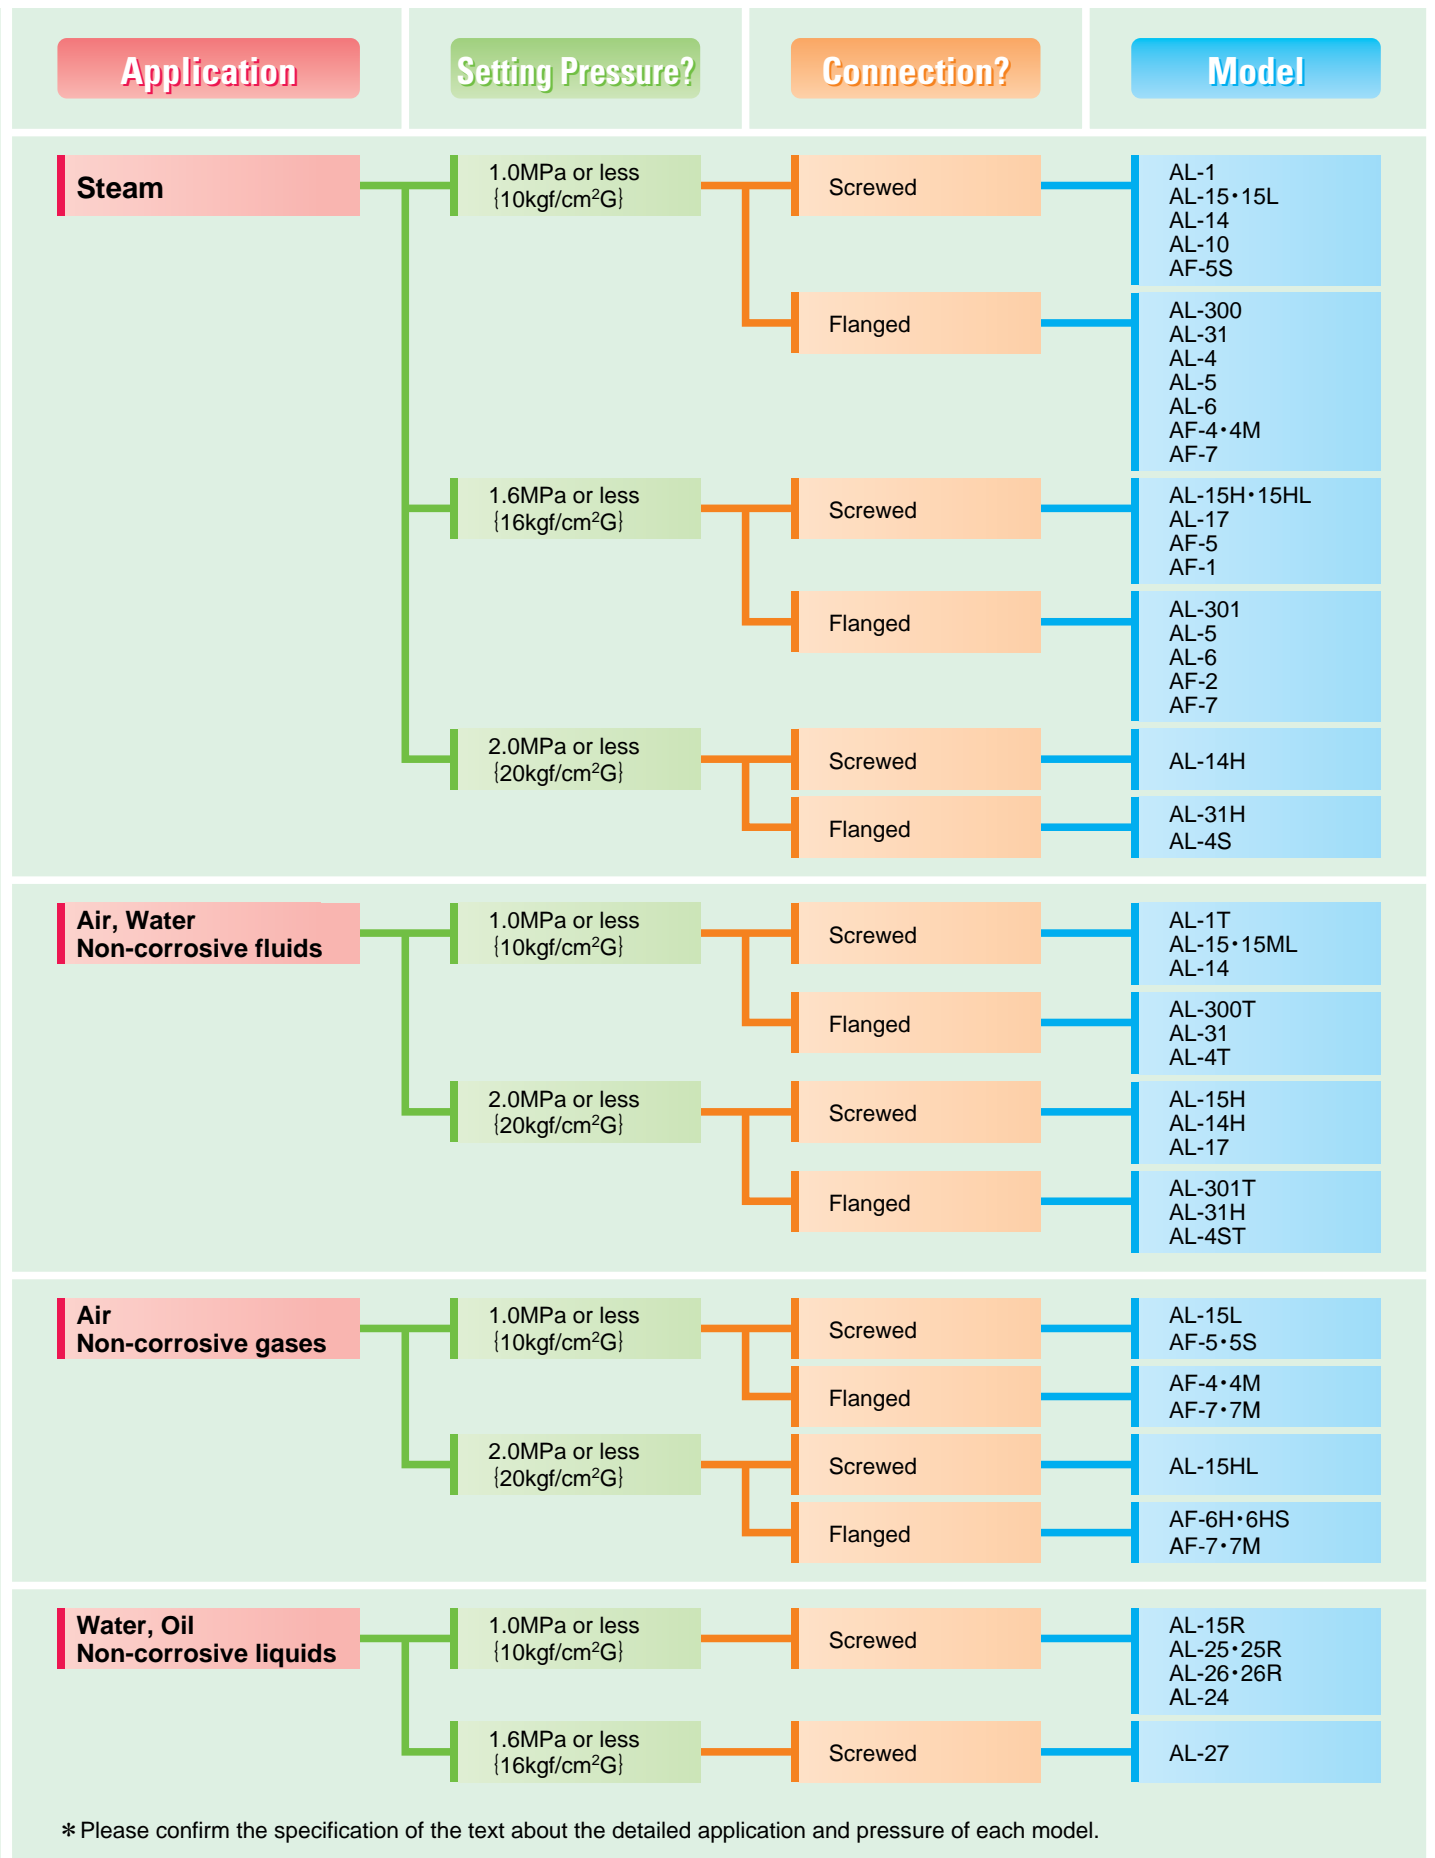 Application
Setting Pressure?
Connection?
Model
Steam
1.0MPa or less
{10kgf/cm²G}
Screwed
AL-1
AL-15・15L
AL-14
AL-10
AF-5S
Flanged
AL-300
AL-31
AL-4
AL-5
AL-6
AF-4・4M
AF-7
1.6MPa or less
{16kgf/cm²G}
Screwed
AL-15H・15HL
AL-17
AF-5
AF-1
Flanged
AL-301
AL-5
AL-6
AF-2
AF-7
2.0MPa or less
{20kgf/cm²G}
Screwed
AL-14H
Flanged
AL-31H
AL-4S
Air, Water
Non-corrosive fluids
1.0MPa or less
{10kgf/cm²G}
Screwed
AL-1T
AL-15・15ML
AL-14
Flanged
AL-300T
AL-31
AL-4T
2.0MPa or less
{20kgf/cm²G}
Screwed
AL-15H
AL-14H
AL-17
Flanged
AL-301T
AL-31H
AL-4ST
Air
Non-corrosive gases
1.0MPa or less
{10kgf/cm²G}
Screwed
AL-15L
AF-5・5S
Flanged
AF-4・4M
AF-7・7M
2.0MPa or less
{20kgf/cm²G}
Screwed
AL-15HL
Flanged
AF-6H・6HS
AF-7・7M
Water, Oil
Non-corrosive liquids
1.0MPa or less
{10kgf/cm²G}
Screwed
AL-15R
AL-25・25R
AL-26・26R
AL-24
1.6MPa or less
{16kgf/cm²G}
Screwed
AL-27
＊Please confirm the specification of the text about the detailed application and pressure of each model.